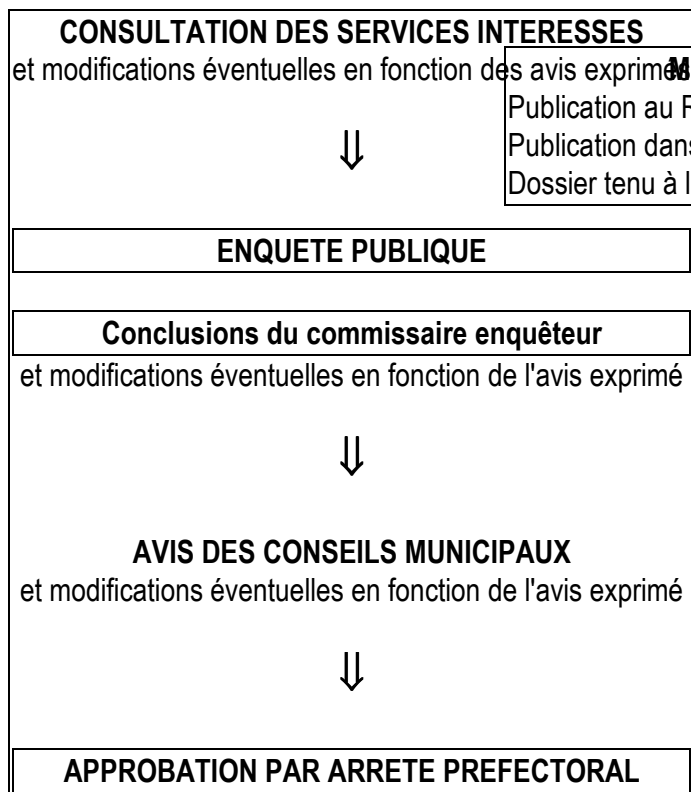 CONSULTATION DES SERVICES INTERESSES
et modifications éventuelles en fonction des avis exprimés
Publication au
Publication dans
Dossier tenu à
⇓
ENQUETE PUBLIQUE
Conclusions du commissaire enquêteur
et modifications éventuelles en fonction de l'avis exprimé
⇓
AVIS DES CONSEILS MUNICIPAUX
et modifications éventuelles en fonction de l'avis exprimé
⇓
APPROBATION PAR ARRETE PREFECTORAL